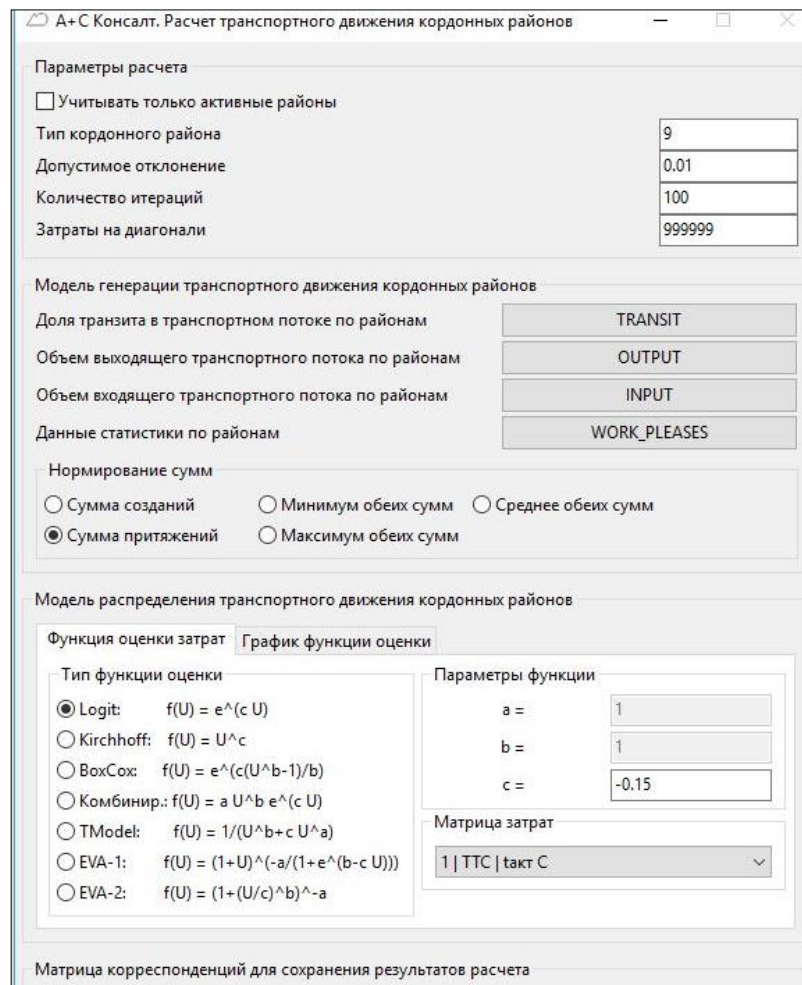 А+С Консалт. Расчет транспортного движения кордонных районов
Параметры расчета
Учитывать только активные районы
Тип кордонного района 9
Допустимое отклонение 0.01
Количество итераций 100
Затраты на диагонали 999999
Модель генерации транспортного движения кордонных районов
Доля транзита в транспортном потоке по районам TRANSIT
Объем выходящего транспортного потока по районам OUTPUT
Объем входящего транспортного потока по районам INPUT
Данные статистики по районам WORK_PLEASES
Нормирование сумм
Сумма созданий Минимум обеих сумм Среднее обеих сумм
Сумма притяжений Максимум обеих сумм
Модель распределения транспортного движения кордонных районов
Функция оценки затрат График функции оценки
Тип функции оценки
Logit: f(U) = e^(c U)
Kirchhoff: f(U) = U^c
BoxCox: f(U) = e^(c(U^b-1)/b)
Комбинир.: f(U) = a U^b e^(c U)
TModel: f(U) = 1/(U^b+c U^a)
EVA-1: f(U) = (1+U)^(-a/(1+e^(b-c U)))
EVA-2: f(U) = (1+(U/c)^b)^-a
Параметры функции
a = 1
b = 1
c = -0.15
Матрица затрат
1 | TTC | tакт C
Матрица корреспонденций для сохранения результатов расчета